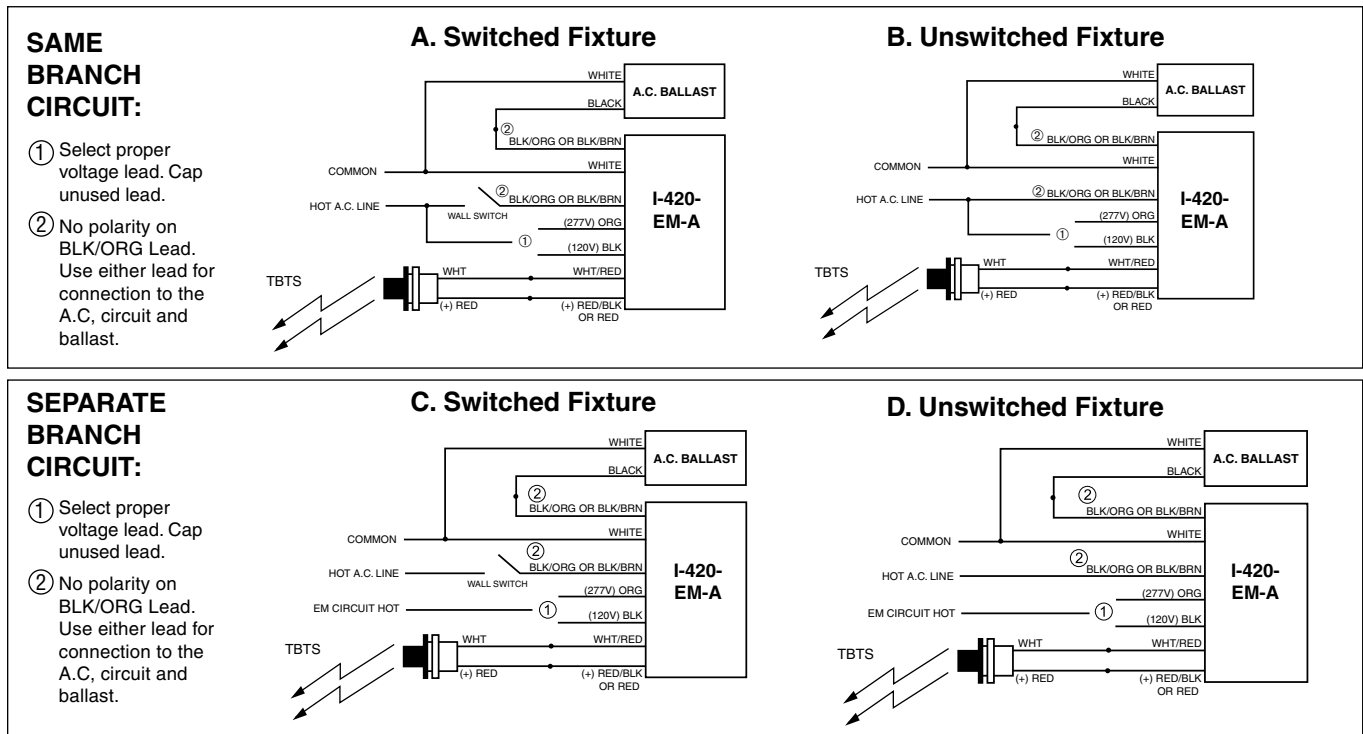 SAME
BRANCH
CIRCUIT:
① Select proper
voltage lead. Cap
unused lead.
② No polarity on
BLK/ORG Lead.
Use either lead for
connection to the
A.C, circuit and
ballast.
A. Switched Fixture
WHITE
A.C. BALLAST
BLACK
②
BLK/ORG OR BLK/BRN
WHITE
COMMON
② BLK/ORG OR BLK/BRN
HOT A.C. LINE
WALL SWITCH
I-420-
EM-A
(277V) ORG
①
(120V) BLK
TBTS
WHT
WHT/RED
(+) RED
(+) RED/BLK
OR RED
B. Unswitched Fixture
WHITE
A.C. BALLAST
BLACK
② BLK/ORG OR BLK/BRN
WHITE
COMMON
② BLK/ORG OR BLK/BRN
HOT A.C. LINE
I-420-
EM-A
(277V) ORG
①
(120V) BLK
TBTS
WHT
WHT/RED
(+) RED
(+) RED/BLK
OR RED
SEPARATE
BRANCH
CIRCUIT:
① Select proper
voltage lead. Cap
unused lead.
② No polarity on
BLK/ORG Lead.
Use either lead for
connection to the
A.C, circuit and
ballast.
C. Switched Fixture
WHITE
A.C. BALLAST
BLACK
②
BLK/ORG OR BLK/BRN
WHITE
COMMON
②
BLK/ORG OR BLK/BRN
HOT A.C. LINE
WALL SWITCH
I-420-
EM-A
(277V) ORG
EM CIRCUIT HOT
①
(120V) BLK
TBTS
WHT
WHT/RED
(+) RED
(+) RED/BLK
OR RED
D. Unswitched Fixture
WHITE
A.C. BALLAST
BLACK
②
BLK/ORG OR BLK/BRN
WHITE
COMMON
②
BLK/ORG OR BLK/BRN
HOT A.C. LINE
I-420-
EM-A
(277V) ORG
EM CIRCUIT HOT
①
(120V) BLK
TBTS
WHT
WHT/RED
(+) RED
(+) RED/BLK
OR RED